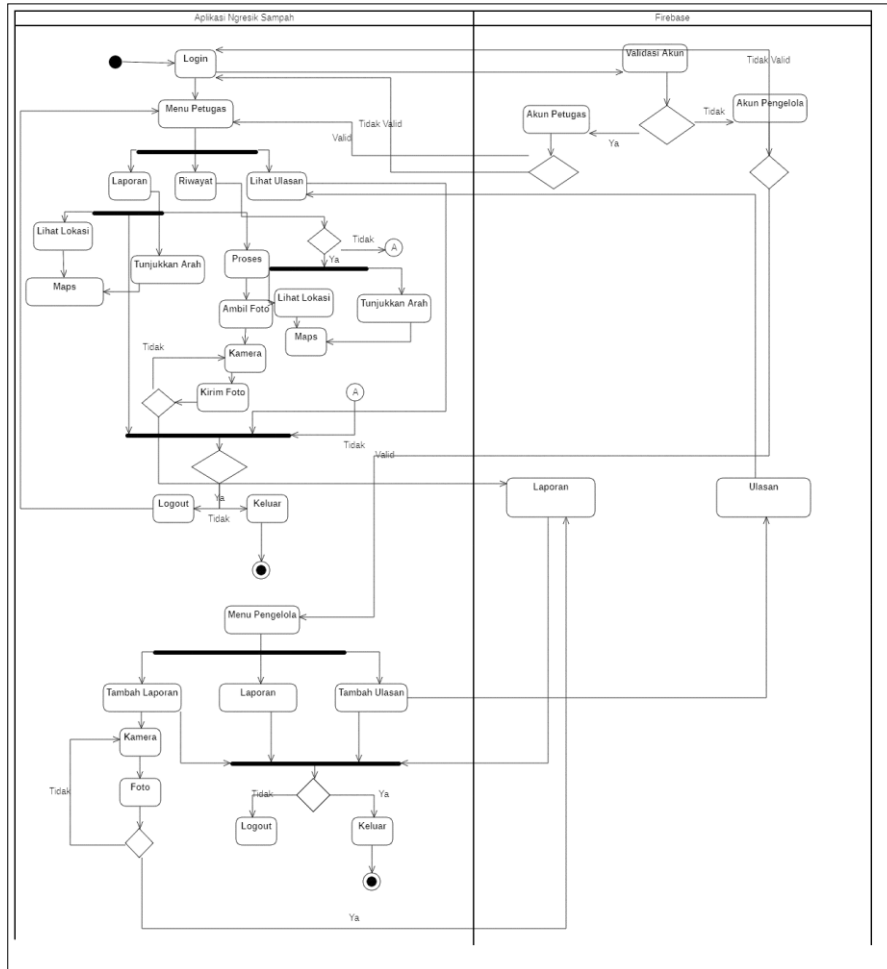 Aplikasi Ngresik Sampah
Firebase
Login
Validasi Akun
Tidak Valid
Menu Petugas
Akun Petugas
Tidak
Akun Pengelola
Tidak Valid
Valid
Ya
Laporan
Riwayat
Lihat Ulasan
Lihat Lokasi
Tidak
A
Proses
Ya
Tunjukkan Arah
Maps
Ambil Foto
Lihat Lokasi
Tunjukkan Arah
Maps
Tidak
Kamera
Kirim Foto
A
Tidak
Valid
Laporan
Ulasan
Logout
Ya
Keluar
Tidak
Menu Pengelola
Tambah Laporan
Laporan
Tambah Ulasan
Kamera
Foto
Tidak
Tidak
Ya
Logout
Keluar
Ya